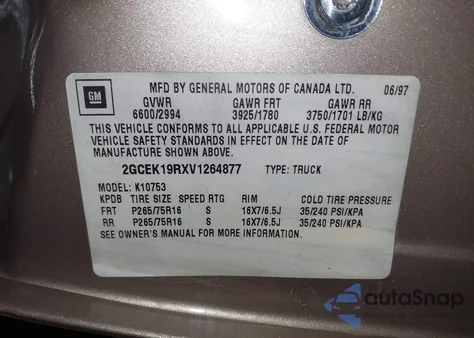 GM
MFD BY GENERAL MOTORS OF CANADA LTD. 06/97
GVWR GAWR FRT GAWR RR
6600/2994 3925/1780 3750/1701 LB/KG
THIS VEHICLE CONFORMS TO ALL APPLICABLE U.S. FEDERAL MOTOR
VEHICLE SAFETY STANDARDS IN EFFECT ON THE DATE OF
MANUFACTURE SHOWN ABOVE.
2GCEK19RXV1264877 TYPE: TRUCK
MODEL: K10753
KPDB TIRE SIZE SPEED RTG RIM COLD TIRE PRESSURE
FRT P265/75R16 S 16X7/6.5J 35/240 PSI/KPA
RR P265/75R16 S 16X7/6.5J 35/240 PSI/KPA
SEE OWNER'S MANUAL FOR MORE INFORMATION.
autoSnap